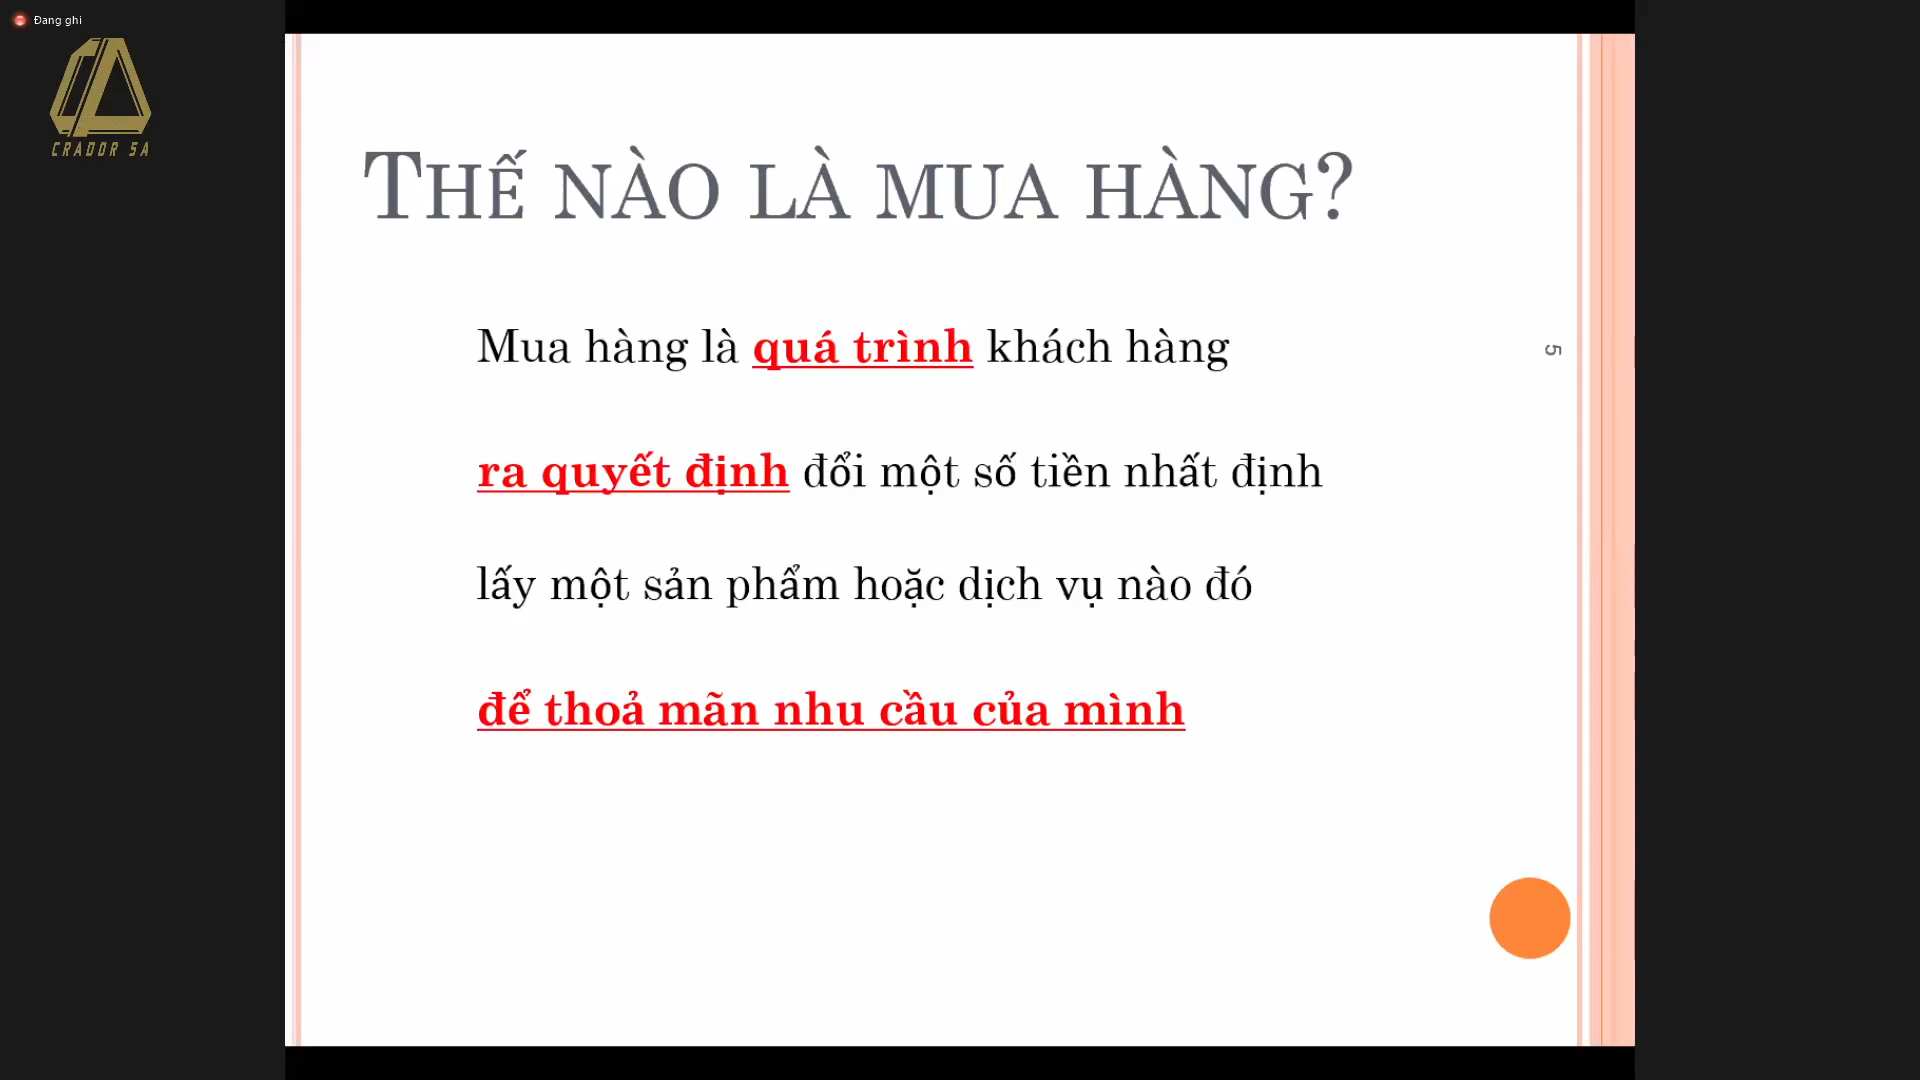 Đang ghi
CRADOR SA
THẾ NÀO LÀ MUA HÀNG?
Mua hàng là quá trình khách hàng
5
ra quyết định đổi một số tiền nhất định
lấy một sản phẩm hoặc dịch vụ nào đó
để thoả mãn nhu cầu của mình